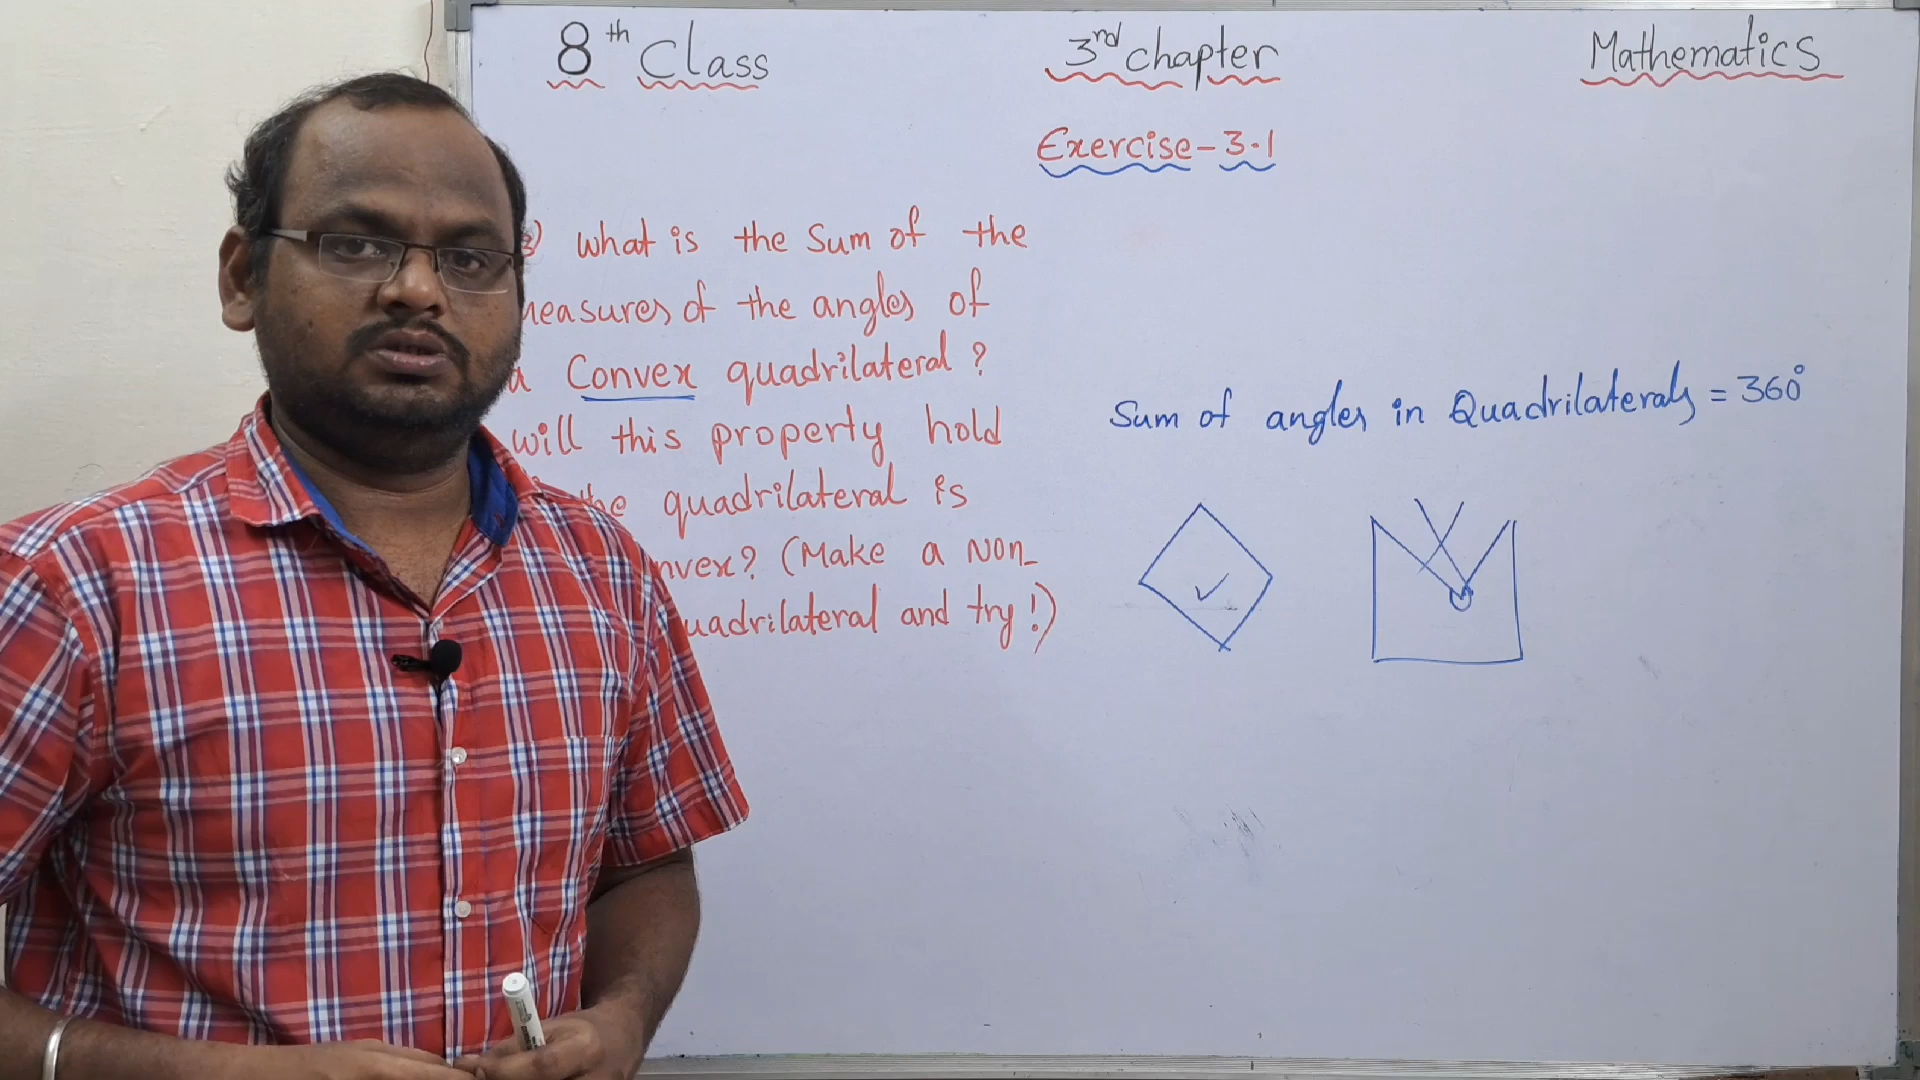 8th Class
3rd chapter
Mathematics
Exercise-3.1
3) what is the Sum of the
measures of the angles of
a Convex quadrilateral?
will this property hold
the quadrilateral is
nvex? (Make a Non-
uadrilateral and try!)
Sum of angles in Quadrilaterals = 360°